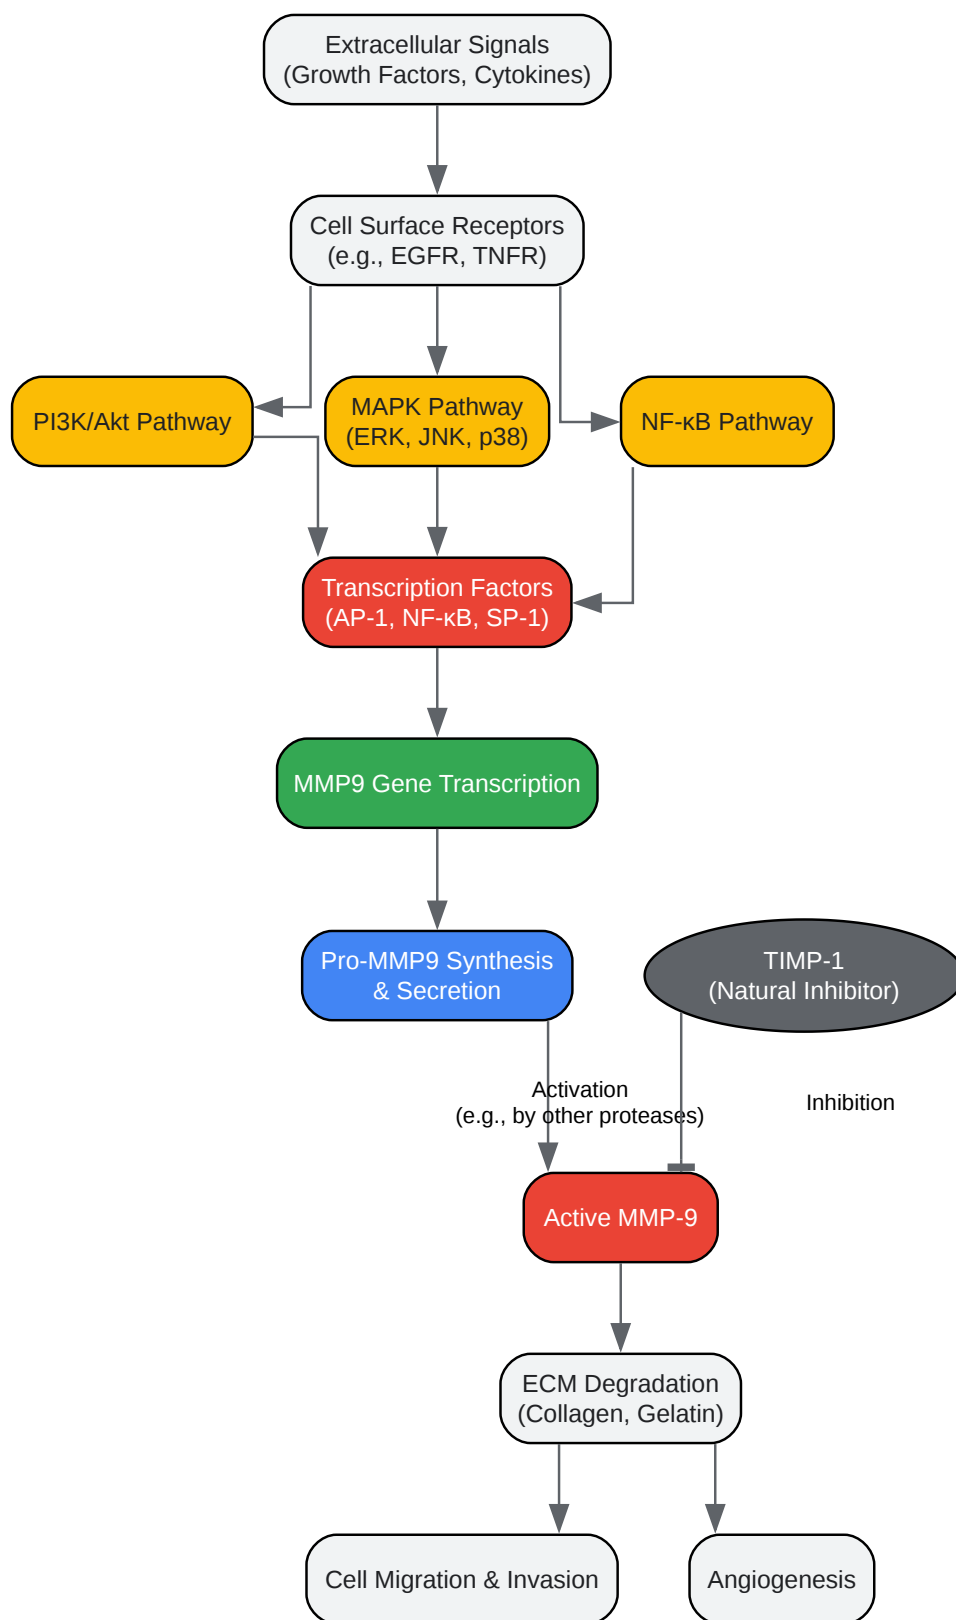 Extracellular Signals
(Growth Factors, Cytokines)
Cell Surface Receptors
(e.g., EGFR, TNFR)
PI3K/Akt Pathway
MAPK Pathway
(ERK, JNK, p38)
NF-κB Pathway
Transcription Factors
(AP-1, NF-κB, SP-1)
MMP9 Gene Transcription
Pro-MMP9 Synthesis
& Secretion
TIMP-1
(Natural Inhibitor)
Activation
(e.g., by other proteases)
Inhibition
Active MMP-9
ECM Degradation
(Collagen, Gelatin)
Cell Migration & Invasion
Angiogenesis